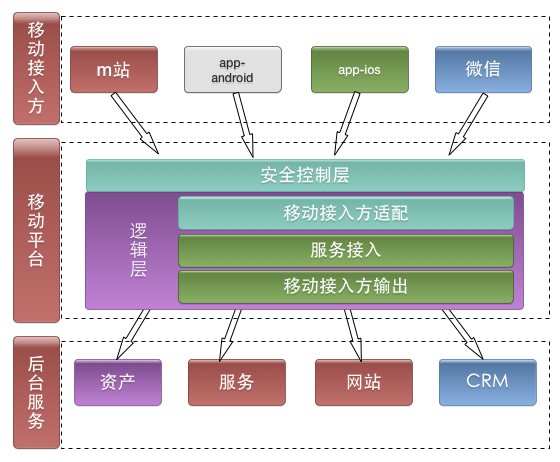 移动接入方
m站
app-
android
app-ios
微信
移动平台
安全控制层
逻辑层
移动接入方适配
服务接入
移动接入方输出
后台服务
资产
服务
网站
CRM